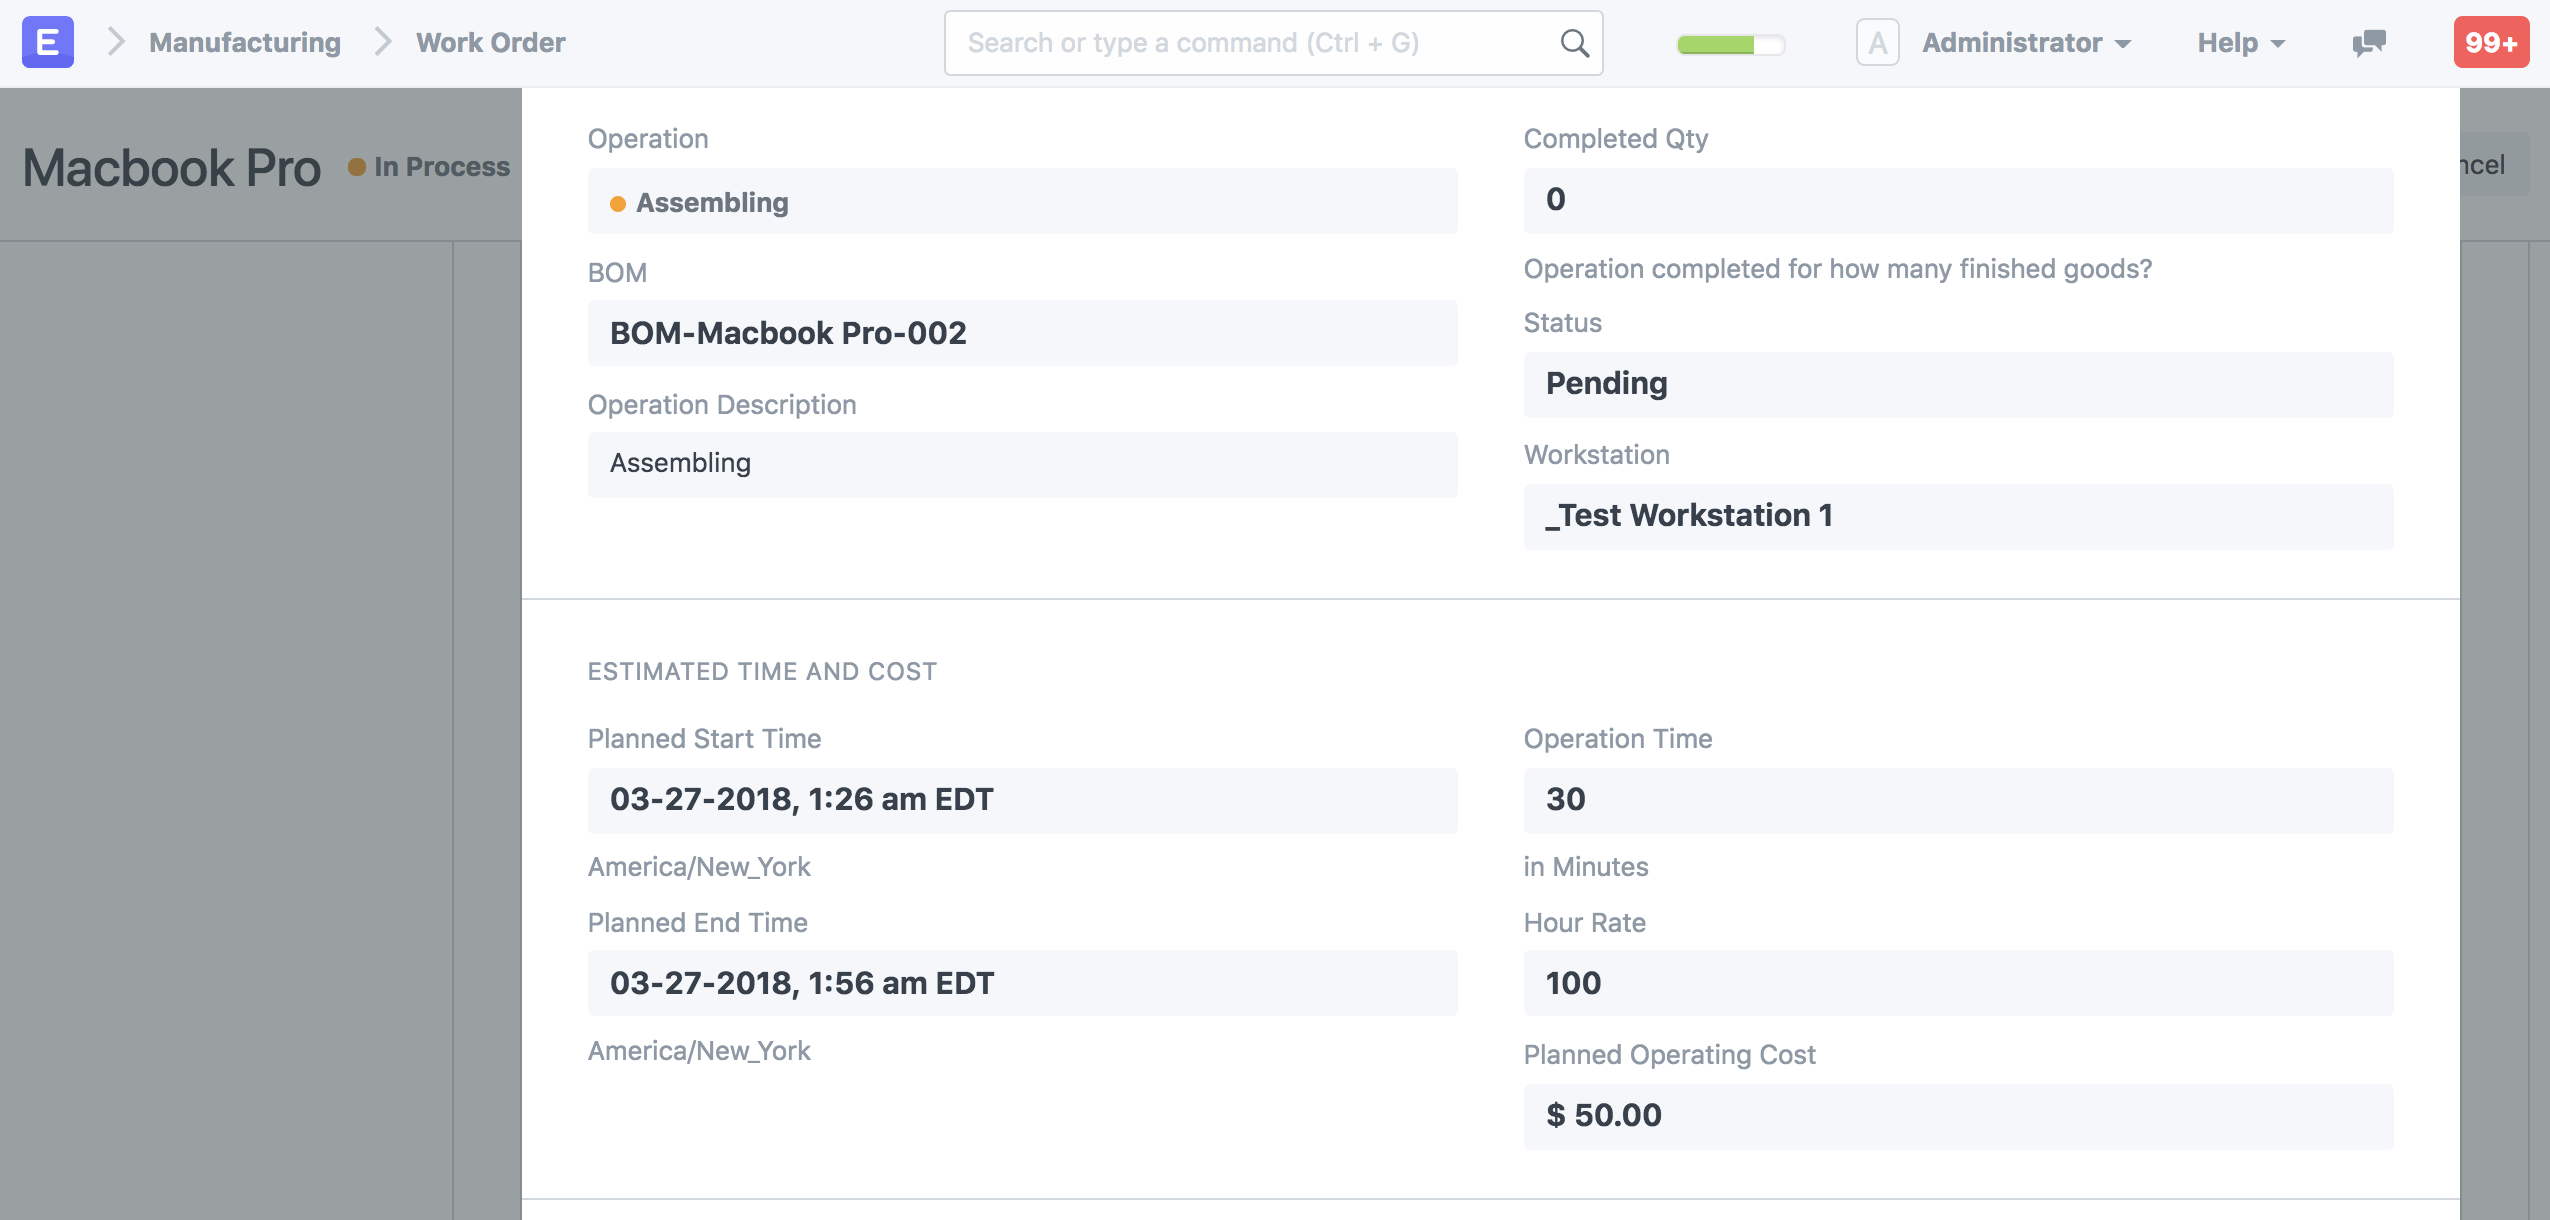 E
Manufacturing
Work Order
Search or type a command (Ctrl + G)
A
Administrator
Help
99+
Macbook Pro
In Process
ncel
Operation
Assembling
BOM
BOM-Macbook Pro-002
Operation Description
Assembling
Completed Qty
0
Operation completed for how many finished goods?
Status
Pending
Workstation
_Test Workstation 1
ESTIMATED TIME AND COST
Planned Start Time
03-27-2018, 1:26 am EDT
America/New_York
Planned End Time
03-27-2018, 1:56 am EDT
America/New_York
Operation Time
30
in Minutes
Hour Rate
100
Planned Operating Cost
$ 50.00